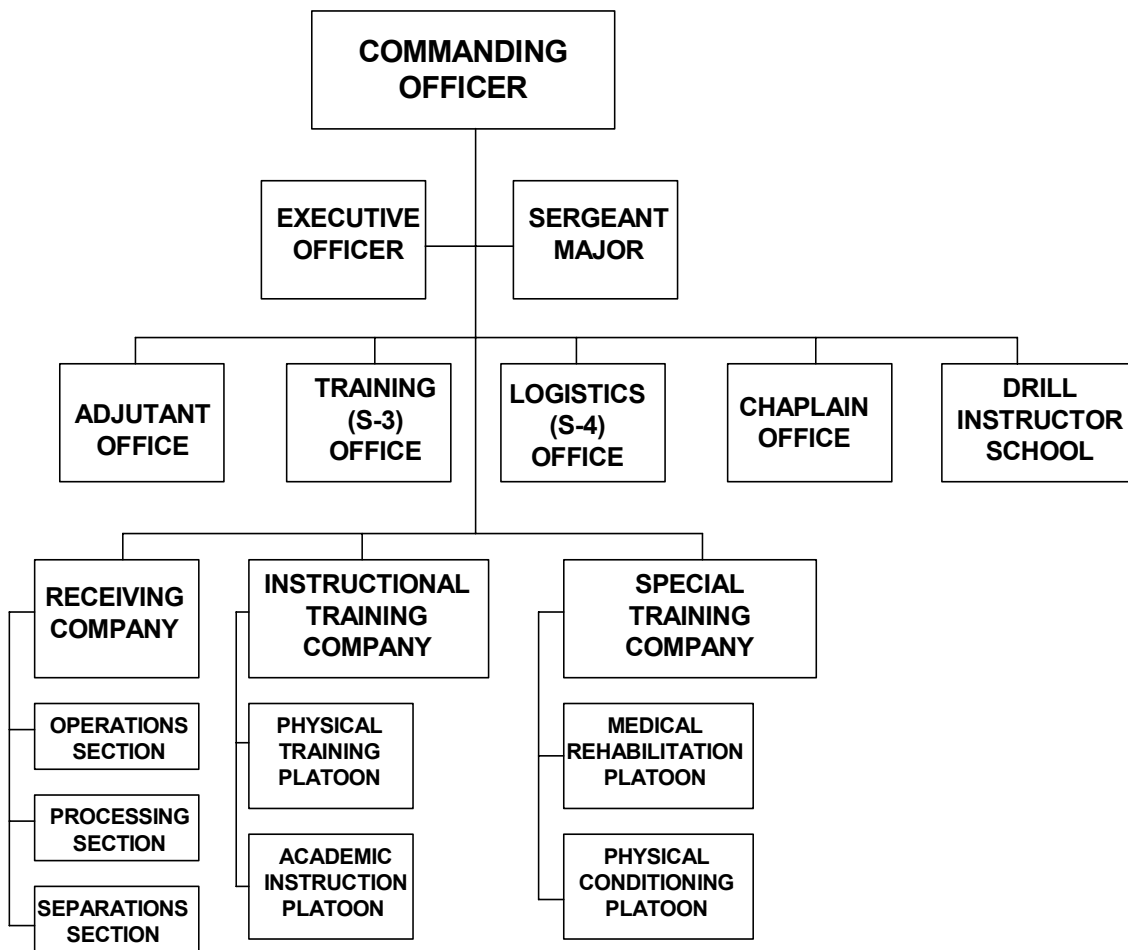 COMMANDING
OFFICER
EXECUTIVE
OFFICER
SERGEANT
MAJOR
ADJUTANT
OFFICE
TRAINING
(S-3)
OFFICE
LOGISTICS
(S-4)
OFFICE
CHAPLAIN
OFFICE
DRILL
INSTRUCTOR
SCHOOL
RECEIVING
COMPANY
INSTRUCTIONAL
TRAINING
COMPANY
SPECIAL
TRAINING
COMPANY
OPERATIONS
SECTION
PROCESSING
SECTION
SEPARATIONS
SECTION
PHYSICAL
TRAINING
PLATOON
ACADEMIC
INSTRUCTION
PLATOON
MEDICAL
REHABILITATION
PLATOON
PHYSICAL
CONDITIONING
PLATOON